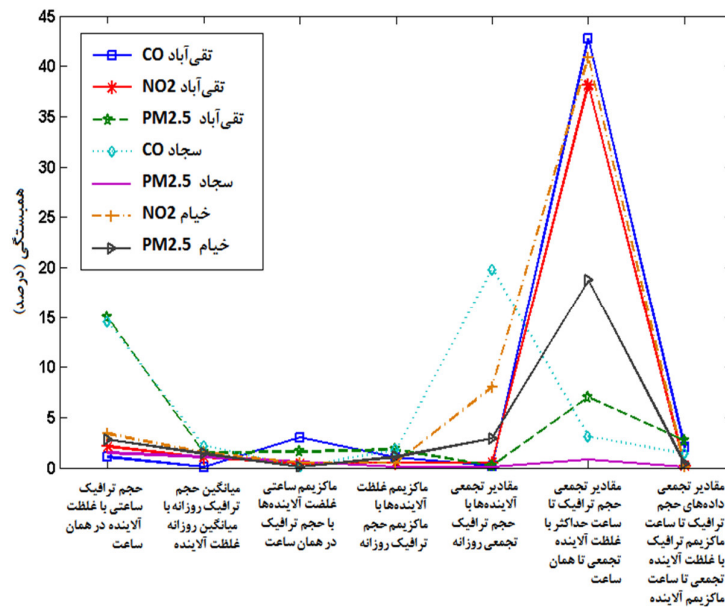 45
40
35
30
25
20
15
10
5
0
همبستگی (درصد)
CO تقی‌آباد
NO2 تقی‌آباد
PM2.5 تقی‌آباد
CO سجاد
PM2.5 سجاد
NO2 خیام
PM2.5 خیام
حجم ترافیک
ساعتی با غلظت
آلاینده در همان
ساعت
میانگین حجم
ترافیک روزانه با
میانگین روزانه
غلظت آلاینده
ماکزیمم ساعتی
غلضت آلاینده‌ها
با حجم ترافیک
در همان ساعت
ماکزیمم غلظت
آلاینده‌ها با
ماکزیمم حجم
ترافیک روزانه
مقادیر تجمعی
آلاینده‌ها با
حجم ترافیک
تجمعی روزانه
مقادیر تجمعی
حجم ترافیک تا
ساعت حداکثر با
غلظت آلاینده
تجمعی تا همان
ساعت
مقادیر تجمعی
داده‌های حجم
ترافیک تا ساعت
ماکزیمم ترافیک
با غلظت آلاینده
تجمعی تا ساعت
ماکزیمم آلاینده